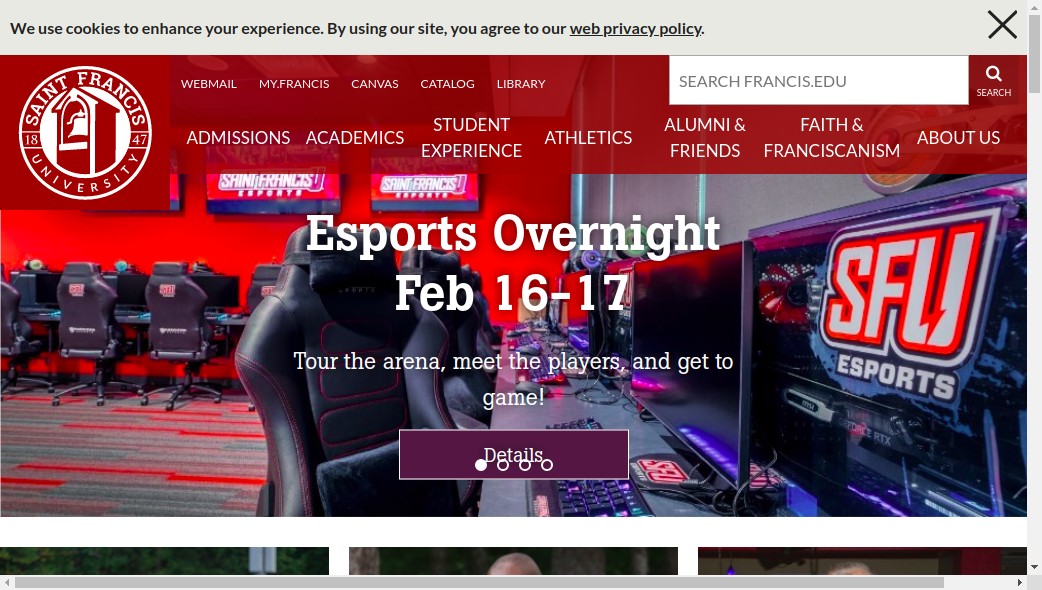 We use cookies to enhance your experience. By using our site, you agree to our web privacy policy.
WEBMAIL MY.FRANCIS CANVAS CATALOG LIBRARY
SEARCH FRANCIS.EDU
SEARCH
SAINT FRANCIS
18 47
UNIVERSITY
ADMISSIONS
ACADEMICS
STUDENT
EXPERIENCE
ATHLETICS
ALUMNI &
FRIENDS
FAITH &
FRANCISCANISM
ABOUT US
SAINT FRANCIS
ESPORTS
SAINT FRANCIS
ESPORTS
Esports Overnight
Feb 16-17
Tour the arena, meet the players, and get to
game!
Details
SFU
ESPORTS
msi
GEFORCE RTX